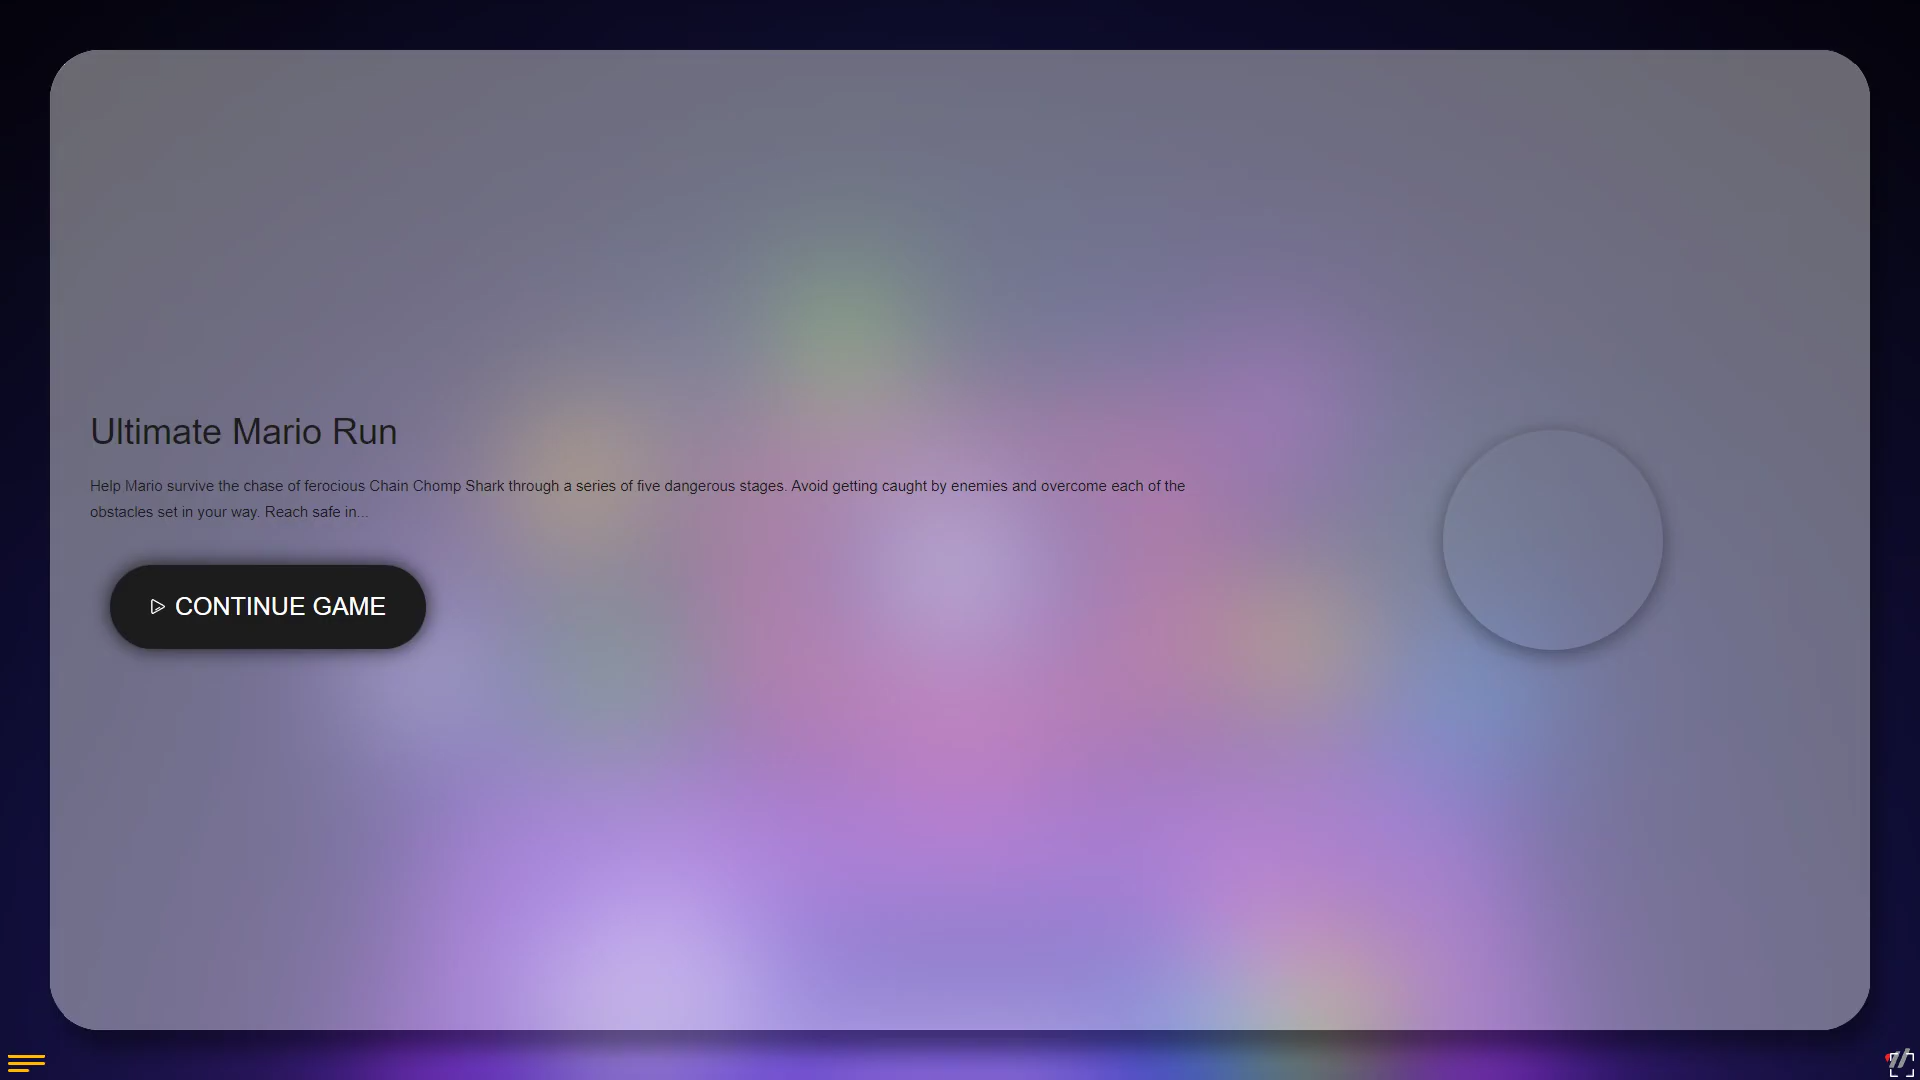 Ultimate Mario Run
Help Mario survive the chase of ferocious Chain Chomp Shark through a series of five dangerous stages. Avoid getting caught by enemies and overcome each of the
obstacles set in your way. Reach safe in...
CONTINUE GAME